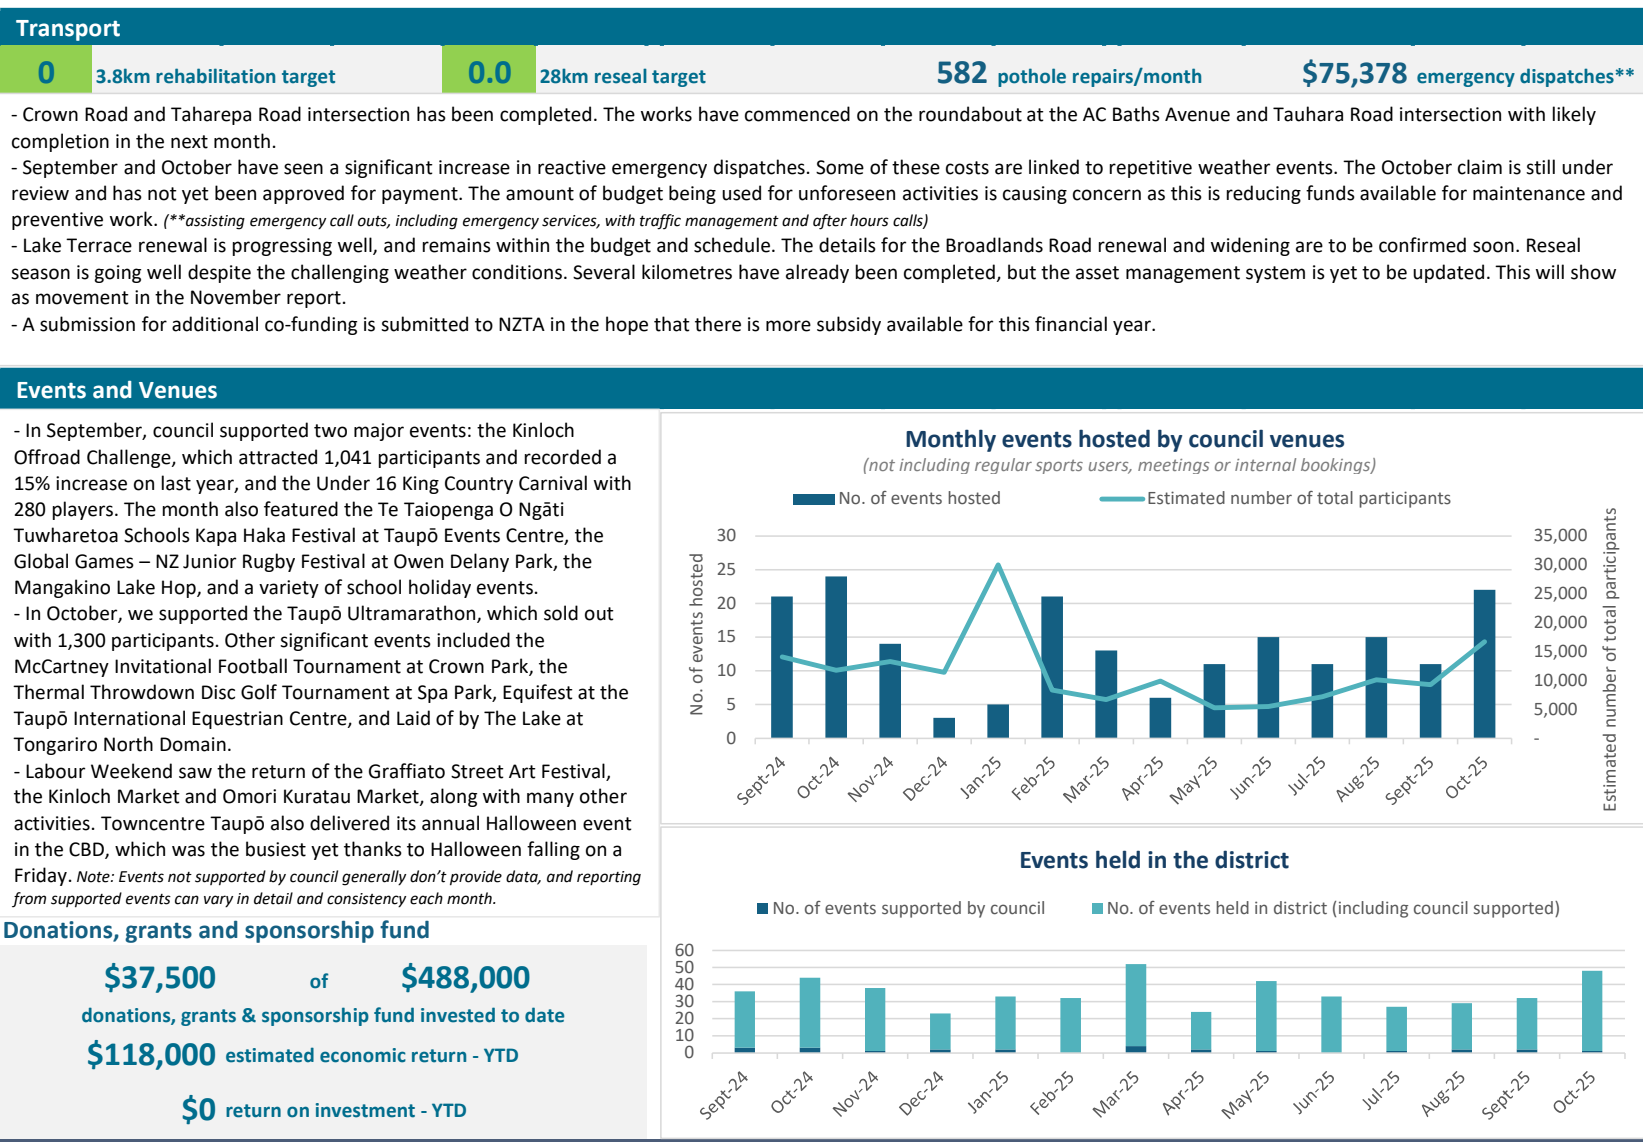 Transport
0 3.8km rehabilitation target 0.0 28km reseal target 582 pothole repairs/month $75,378 emergency dispatches**
- Crown Road and Taharepa Road intersection has been completed. The works have commenced on the roundabout at the AC Baths Avenue and Tauhara Road intersection with likely
completion in the next month.
- September and October have seen a significant increase in reactive emergency dispatches. Some of these costs are linked to repetitive weather events. The October claim is still under
review and has not yet been approved for payment. The amount of budget being used for unforeseen activities is causing concern as this is reducing funds available for maintenance and
preventive work. (**assisting emergency call outs, including emergency services, with traffic management and after hours calls)
- Lake Terrace renewal is progressing well, and remains within the budget and schedule. The details for the Broadlands Road renewal and widening are to be confirmed soon. Reseal
season is going well despite the challenging weather conditions. Several kilometres have already been completed, but the asset management system is yet to be updated. This will show
as movement in the November report.
- A submission for additional co-funding is submitted to NZTA in the hope that there is more subsidy available for this financial year.
Events and Venues
- In September, council supported two major events: the Kinloch
Offroad Challenge, which attracted 1,041 participants and recorded a
15% increase on last year, and the Under 16 King Country Carnival with
280 players. The month also featured the Te Taiopenga O Ngāti
Tuwharetoa Schools Kapa Haka Festival at Taupō Events Centre, the
Global Games – NZ Junior Rugby Festival at Owen Delany Park, the
Mangakino Lake Hop, and a variety of school holiday events.
- In October, we supported the Taupō Ultramarathon, which sold out
with 1,300 participants. Other significant events included the
McCartney Invitational Football Tournament at Crown Park, the
Thermal Throwdown Disc Golf Tournament at Spa Park, Equifest at the
Taupō International Equestrian Centre, and Laid of by The Lake at
Tongariro North Domain.
- Labour Weekend saw the return of the Graffiato Street Art Festival,
the Kinloch Market and Omori Kuratau Market, along with many other
activities. Towncentre Taupō also delivered its annual Halloween event
in the CBD, which was the busiest yet thanks to Halloween falling on a
Friday. Note: Events not supported by council generally don't provide data, and reporting
from supported events can vary in detail and consistency each month.
Donations, grants and sponsorship fund
$37,500 of $488,000
donations, grants & sponsorship fund invested to date
$118,000 estimated economic return - YTD
$0 return on investment - YTD
Monthly events hosted by council venues
(not including regular sports users, meetings or internal bookings)
No. of events hosted Estimated number of total participants
No. of events hosted
30
25
20
15
10
5
0
35,000
30,000
25,000
20,000
15,000
10,000
5,000
-
Estimated number of total participants
Sept-24 Oct-24 Nov-24 Dec-24 Jan-25 Feb-25 Mar-25 Apr-25 May-25 Jun-25 Jul-25 Aug-25 Sept-25 Oct-25
Events held in the district
No. of events supported by council No. of events held in district (including council supported)
60
50
40
30
20
10
0
Sept-24 Oct-24 Nov-24 Dec-24 Jan-25 Feb-25 Mar-25 Apr-25 May-25 Jun-25 Jul-25 Aug-25 Sept-25 Oct-25